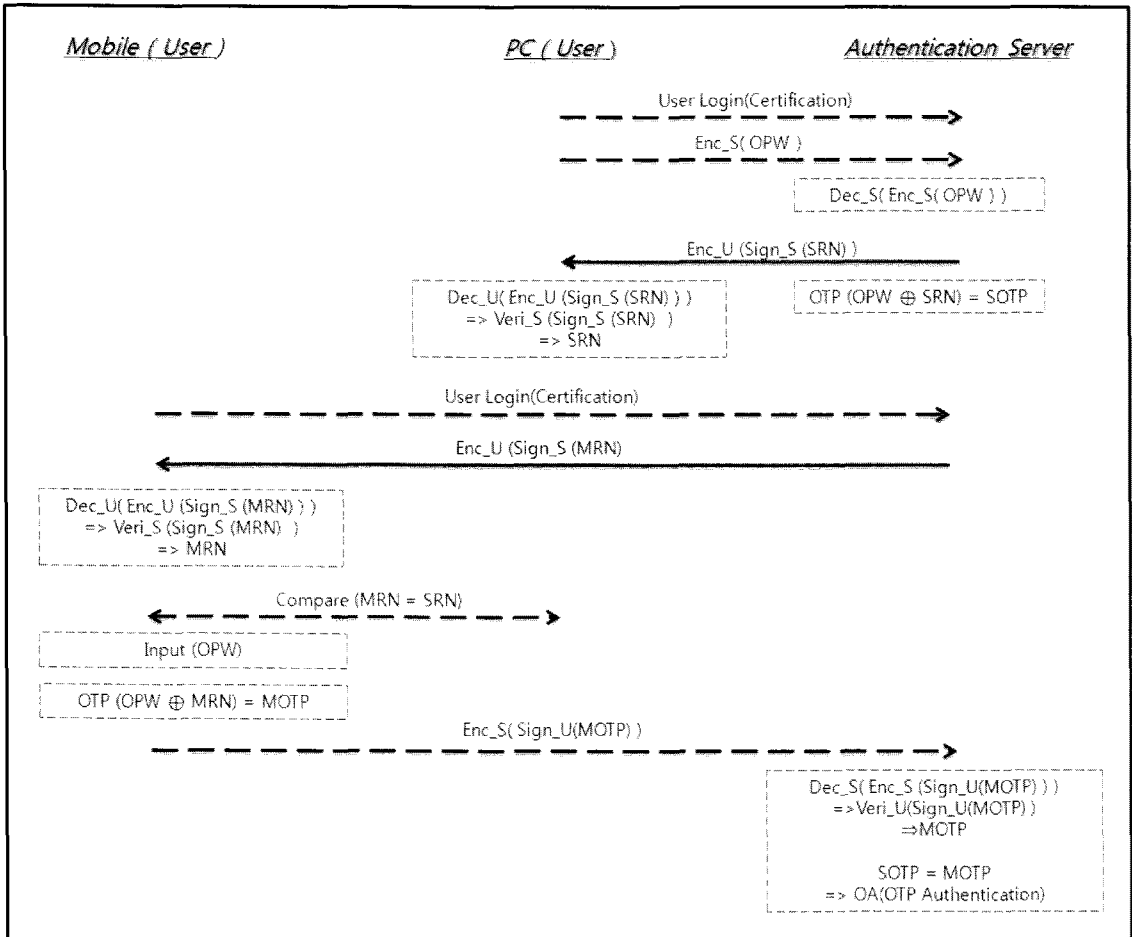 Mobile ( User )
PC ( User )
Authentication Server
User Login(Certification)
Enc_S( OPW )
Dec_S( Enc_S( OPW ) )
Enc_U (Sign_S (SRN) )
Dec_U( Enc_U (Sign_S (SRN) ) )
=> Veri_S (Sign_S (SRN) )
=> SRN
OTP (OPW ⊕ SRN) = SOTP
User Login(Certification)
Enc_U (Sign_S (MRN)
Dec_U( Enc_U (Sign_S (MRN) ) )
=> Veri_S (Sign_S (MRN) )
=> MRN
Compare (MRN = SRN)
Input (OPW)
OTP (OPW ⊕ MRN) = MOTP
Enc_S( Sign_U(MOTP) )
Dec_S( Enc_S (Sign_U(MOTP) ) )
=>Veri_U(Sign_U(MOTP) )
⇒MOTP
SOTP = MOTP
=> OA(OTP Authentication)